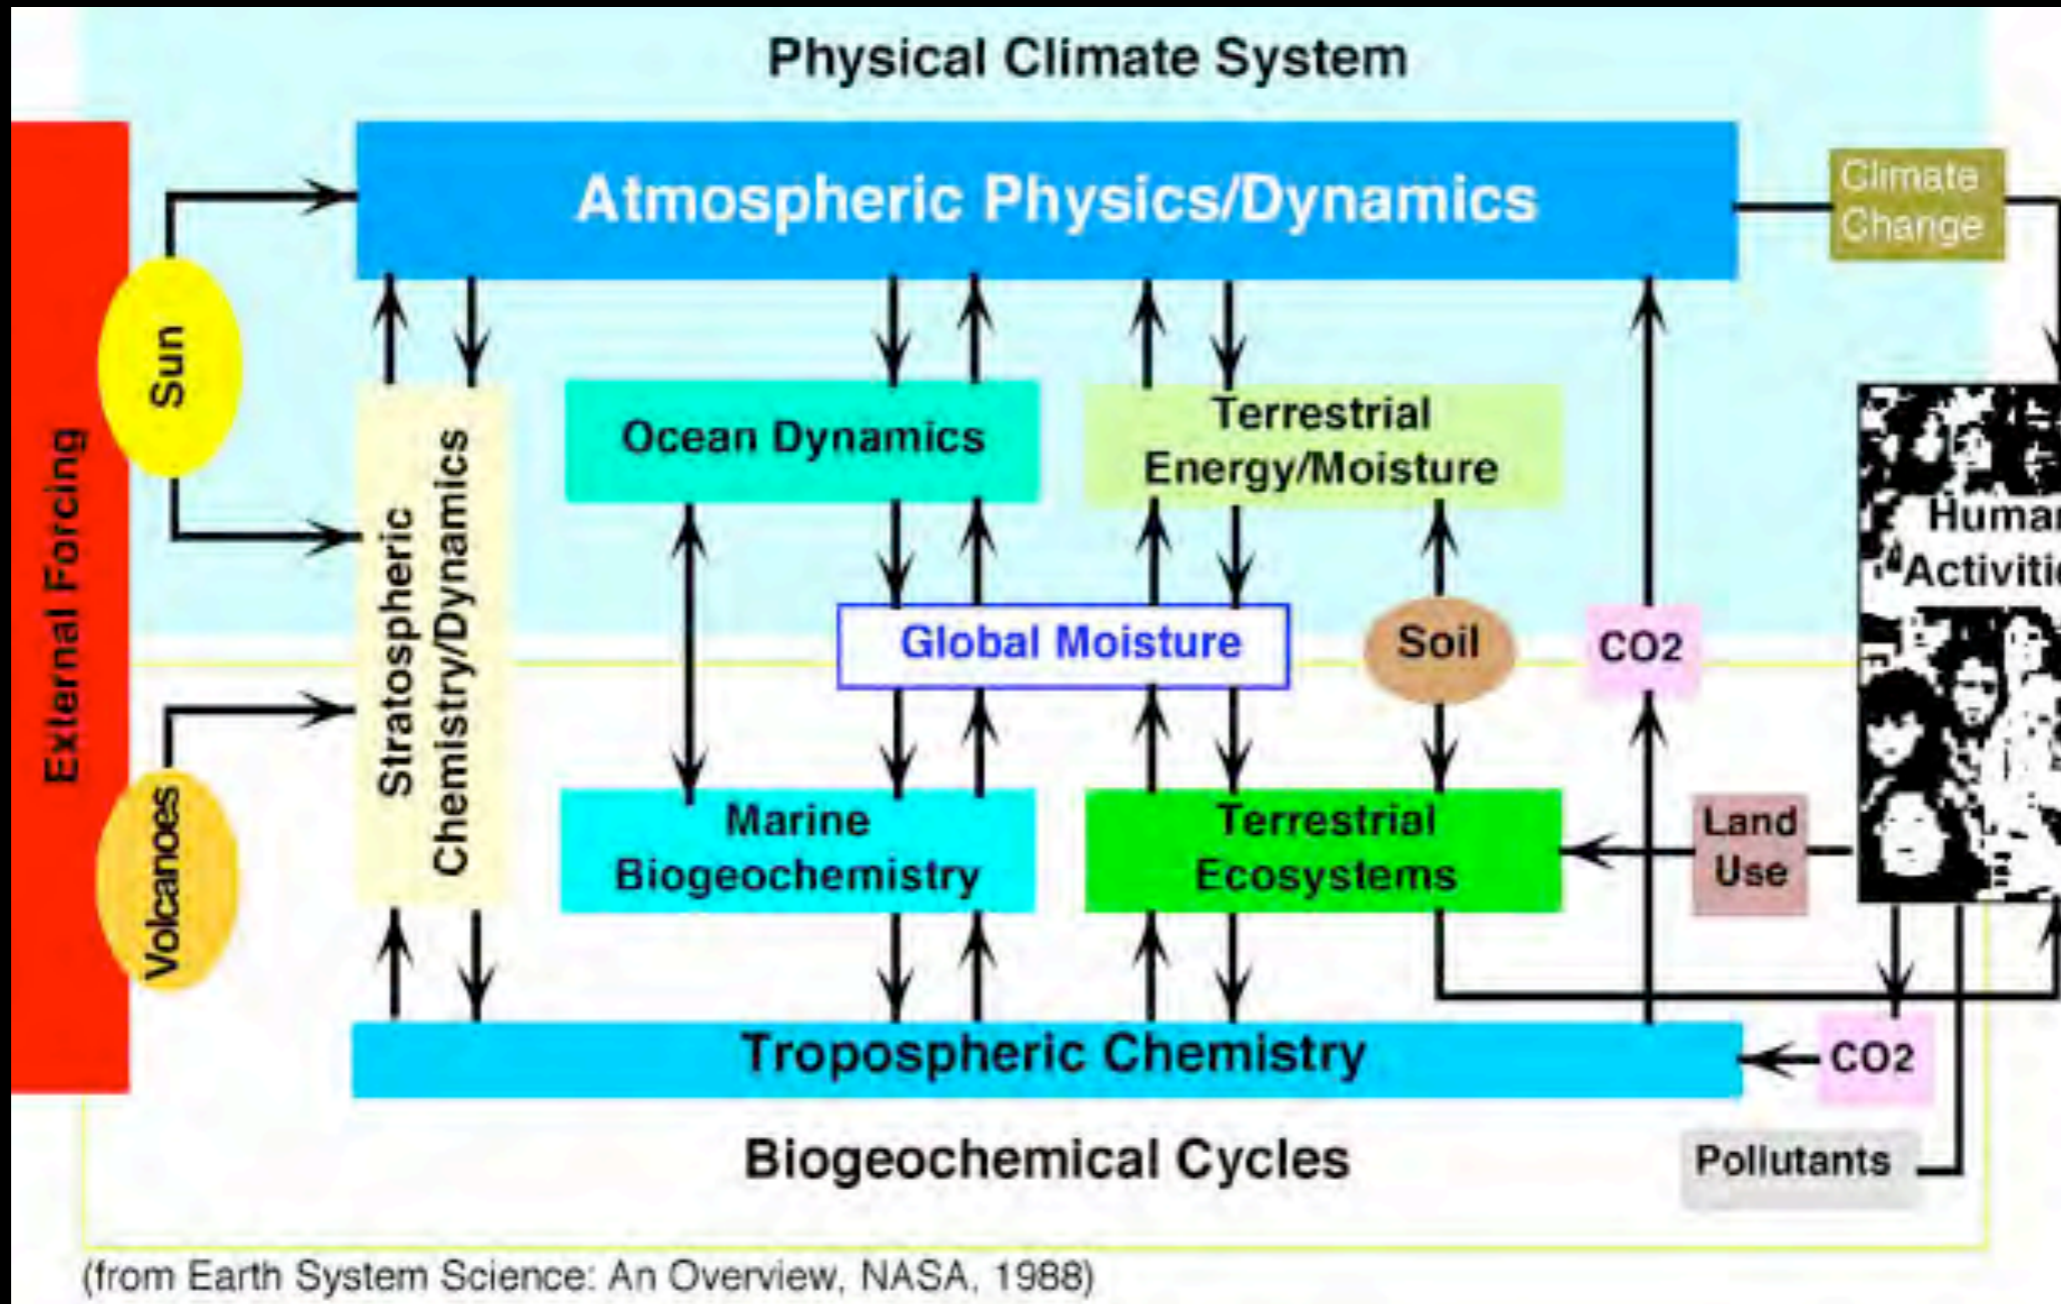 Physical Climate System
Atmospheric Physics/Dynamics
Climate
Change
External Forcing
Sun
Volcanoes
Stratospheric
Chemistry/Dynamics
Ocean Dynamics
Terrestrial
Energy/Moisture
Global Moisture
Soil
CO2
Human
Activitie
Marine
Biogeochemistry
Terrestrial
Ecosystems
Land
Use
Tropospheric Chemistry
CO2
Biogeochemical Cycles
Pollutants
(from Earth System Science: An Overview, NASA, 1988)